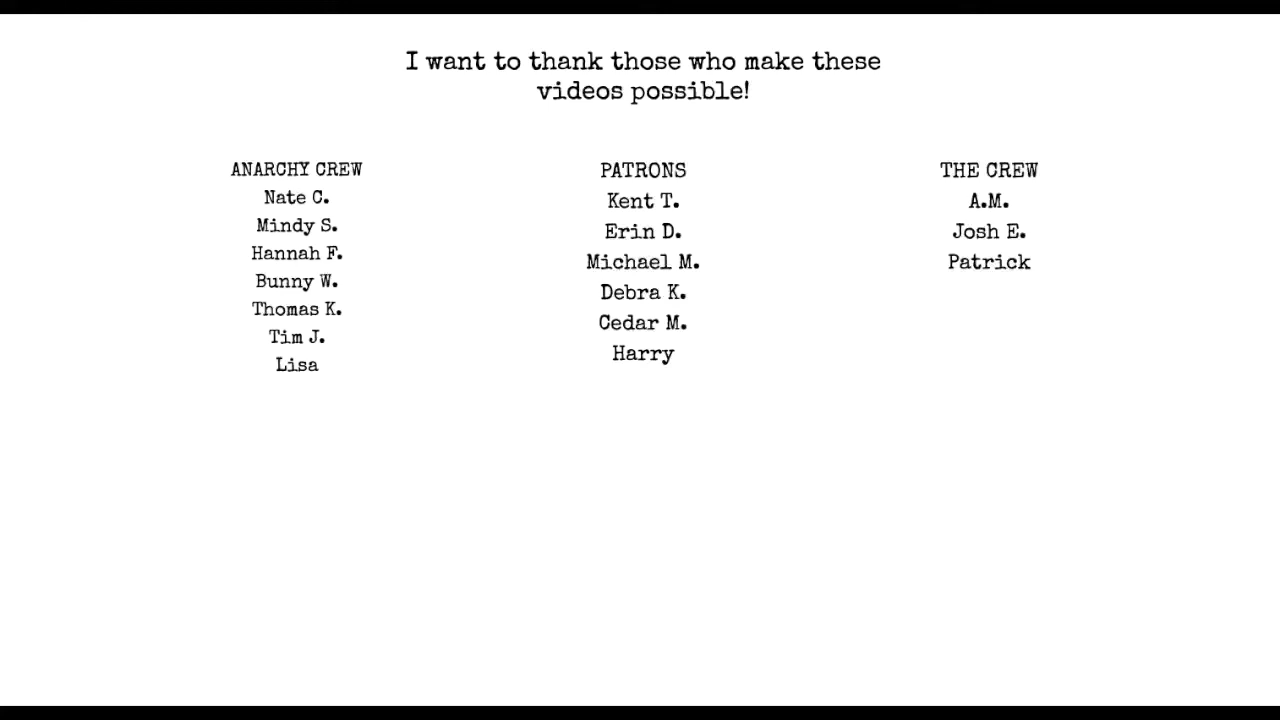 I want to thank those who make these
videos possible!
ANARCHY CREW
Nate C.
Mindy S.
Hannah F.
Bunny W.
Thomas K.
Tim J.
Lisa
PATRONS
Kent T.
Erin D.
Michael M.
Debra K.
Cedar M.
Harry
THE CREW
A.M.
Josh E.
Patrick